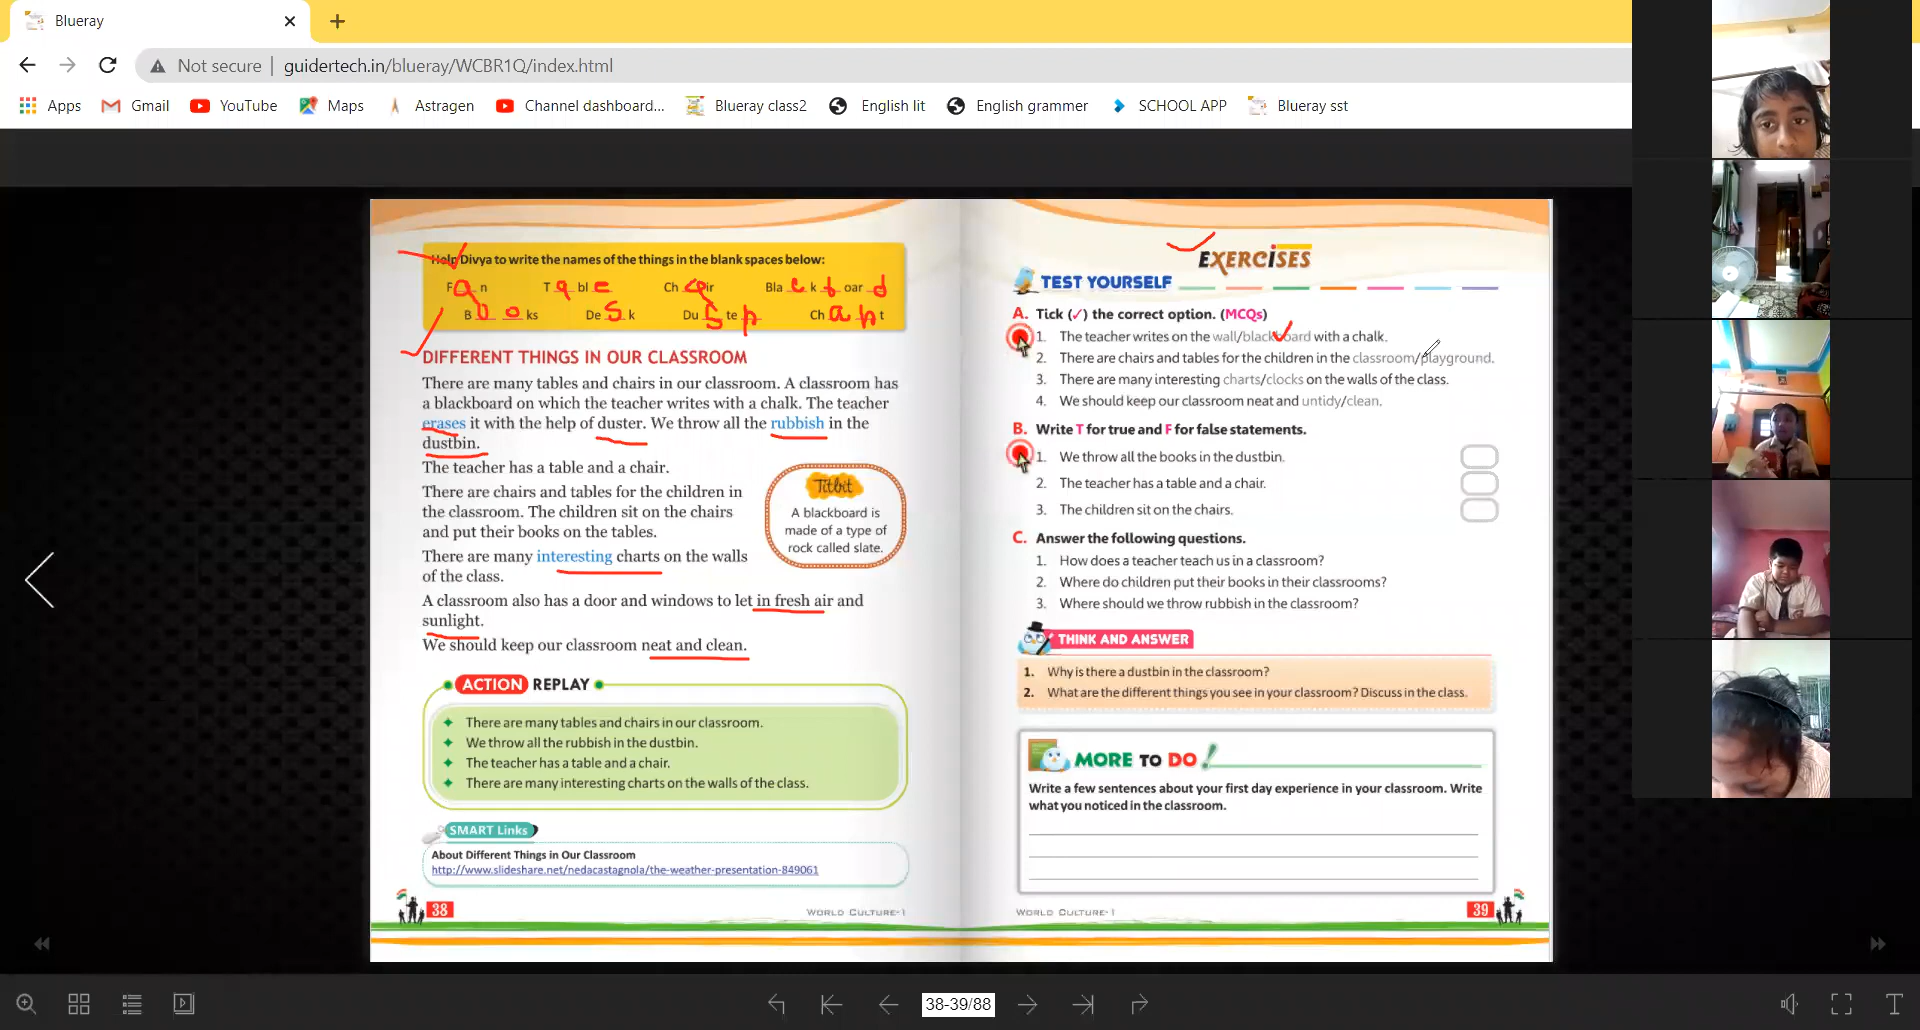 Blueray
Not secure | guidertech.in/blueray/WCBR1Q/index.html
Apps Gmail YouTube Maps Astragen Channel dashboard... Blueray class2 English lit English grammer SCHOOL APP Blueray sst
Help Divya to write the names of the things in the blank spaces below:
F a n T a bl e Ch a ir Bla c k b oar d
B o o ks De s k Du s te r Ch a r t
DIFFERENT THINGS IN OUR CLASSROOM
There are many tables and chairs in our classroom. A classroom has
a blackboard on which the teacher writes with a chalk. The teacher
erases it with the help of duster. We throw all the rubbish in the
dustbin.
The teacher has a table and a chair.
There are chairs and tables for the children in
the classroom. The children sit on the chairs
and put their books on the tables.
There are many interesting charts on the walls
of the class.
A classroom also has a door and windows to let in fresh air and
sunlight.
We should keep our classroom neat and clean.
Titbit
A blackboard is
made of a type of
rock called slate.
ACTION REPLAY
There are many tables and chairs in our classroom.
We throw all the rubbish in the dustbin.
The teacher has a table and a chair.
There are many interesting charts on the walls of the class.
SMART Links
About Different Things in Our Classroom
http://www.slideshare.net/nedacastagnola/the-weather-presentation-849061
38
WORLD CULTURE-1
EXERCISES
TEST YOURSELF
A. Tick (✓) the correct option. (MCQs)
1. The teacher writes on the wall/blackboard with a chalk.
2. There are chairs and tables for the children in the classroom/playground.
3. There are many interesting charts/clocks on the walls of the class.
4. We should keep our classroom neat and untidy/clean.
B. Write T for true and F for false statements.
1. We throw all the books in the dustbin.
2. The teacher has a table and a chair.
3. The children sit on the chairs.
C. Answer the following questions.
1. How does a teacher teach us in a classroom?
2. Where do children put their books in their classrooms?
3. Where should we throw rubbish in the classroom?
THINK AND ANSWER
1. Why is there a dustbin in the classroom?
2. What are the different things you see in your classroom? Discuss in the class.
MORE TO DO!
Write a few sentences about your first day experience in your classroom. Write
what you noticed in the classroom.
WORLD CULTURE-1
39
38-39/88